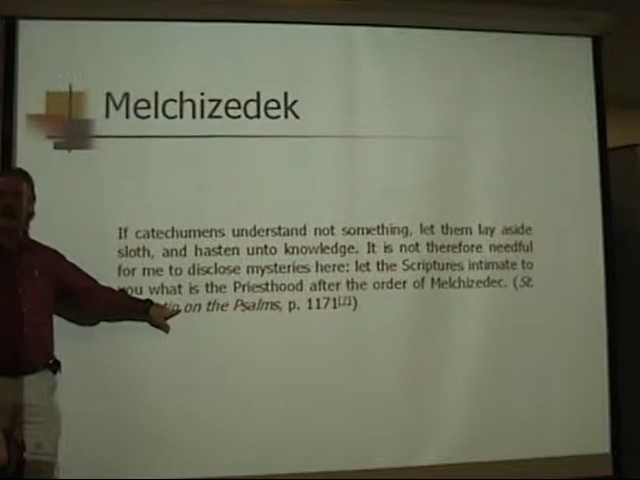 Melchizedek
If catechumens understand not something, let them lay aside
sloth, and hasten unto knowledge. It is not therefore needful
for me to disclose mysteries here: let the Scriptures intimate to
you what is the Priesthood after the order of Melchizedec. (St.
on the Psalms, p. 1171[2])